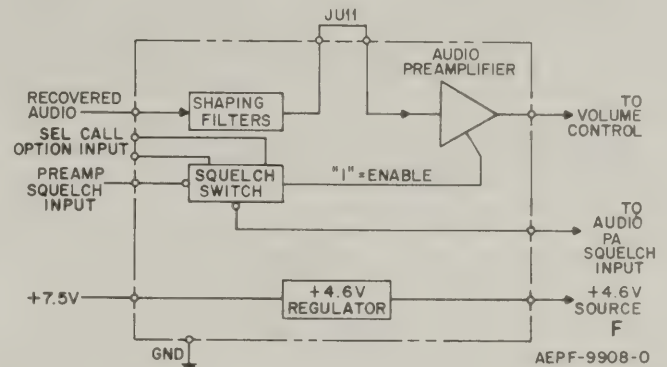 JU11
AUDIO
PREAMPLIFIER
RECOVERED
AUDIO
SHAPING
FILTERS
TO
VOLUME
CONTROL
SEL CALL
OPTION INPUT
PREAMP
SQUELCH
INPUT
SQUELCH
SWITCH
"1"=ENABLE
TO
AUDIO
PA
SQUELCH
INPUT
+7.5V
+4.6V
REGULATOR
+4.6V
SOURCE
F
GND
AEPF-9908-O